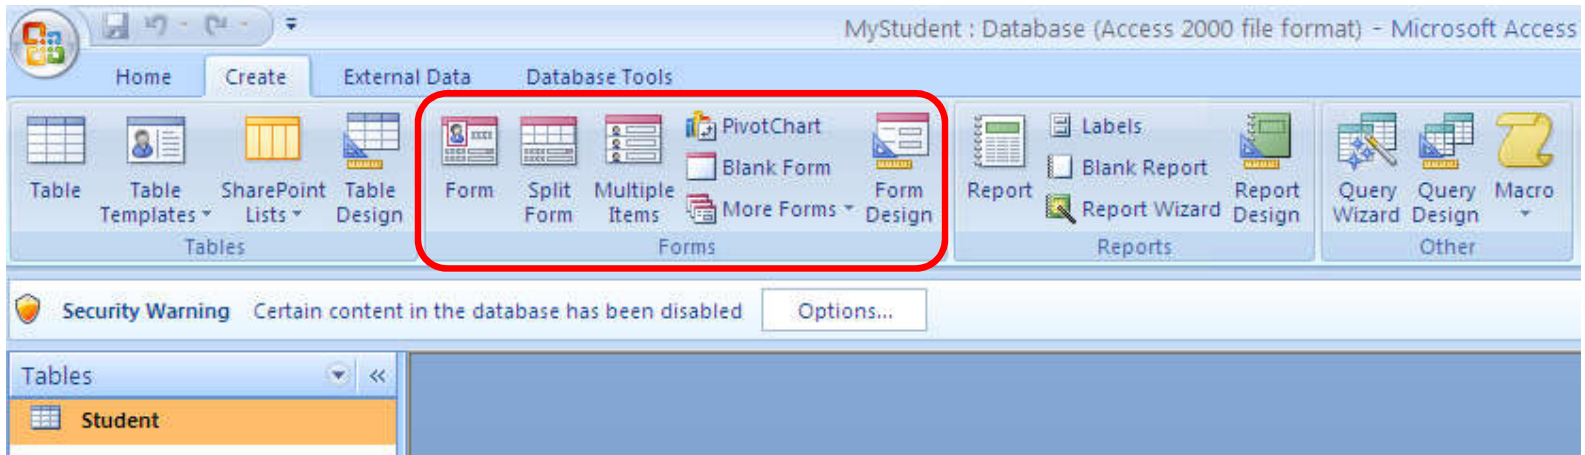 MyStudent : Database (Access 2000 file format) - Microsoft Access
Home Create External Data Database Tools
Table
Table Templates
SharePoint Lists
Table Design
Tables
Form
Split Form
Multiple Items
PivotChart
Blank Form
More Forms
Form Design
Forms
Report
Labels
Blank Report
Report Wizard
Report Design
Reports
Query Wizard
Query Design
Macro
Other
Security Warning Certain content in the database has been disabled Options...
Tables
Student